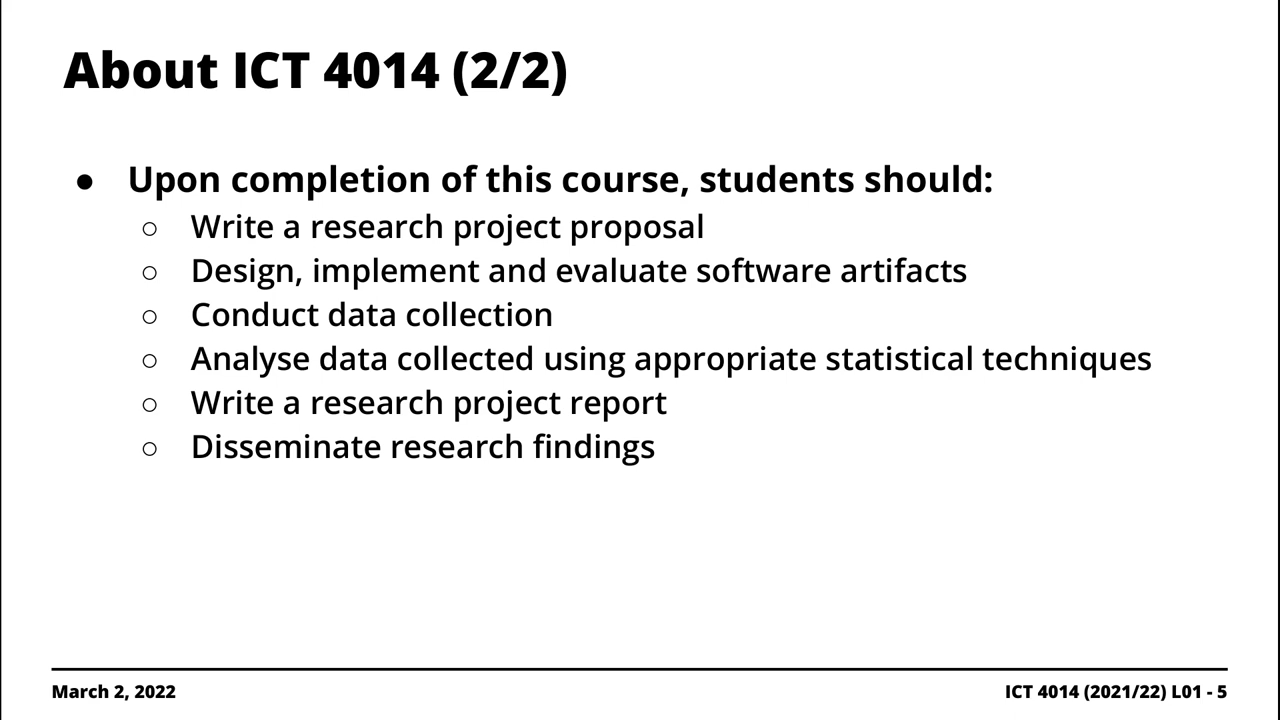 About ICT 4014 (2/2)
● Upon completion of this course, students should:
○ Write a research project proposal
○ Design, implement and evaluate software artifacts
○ Conduct data collection
○ Analyse data collected using appropriate statistical techniques
○ Write a research project report
○ Disseminate research findings
March 2, 2022
ICT 4014 (2021/22) L01 - 5